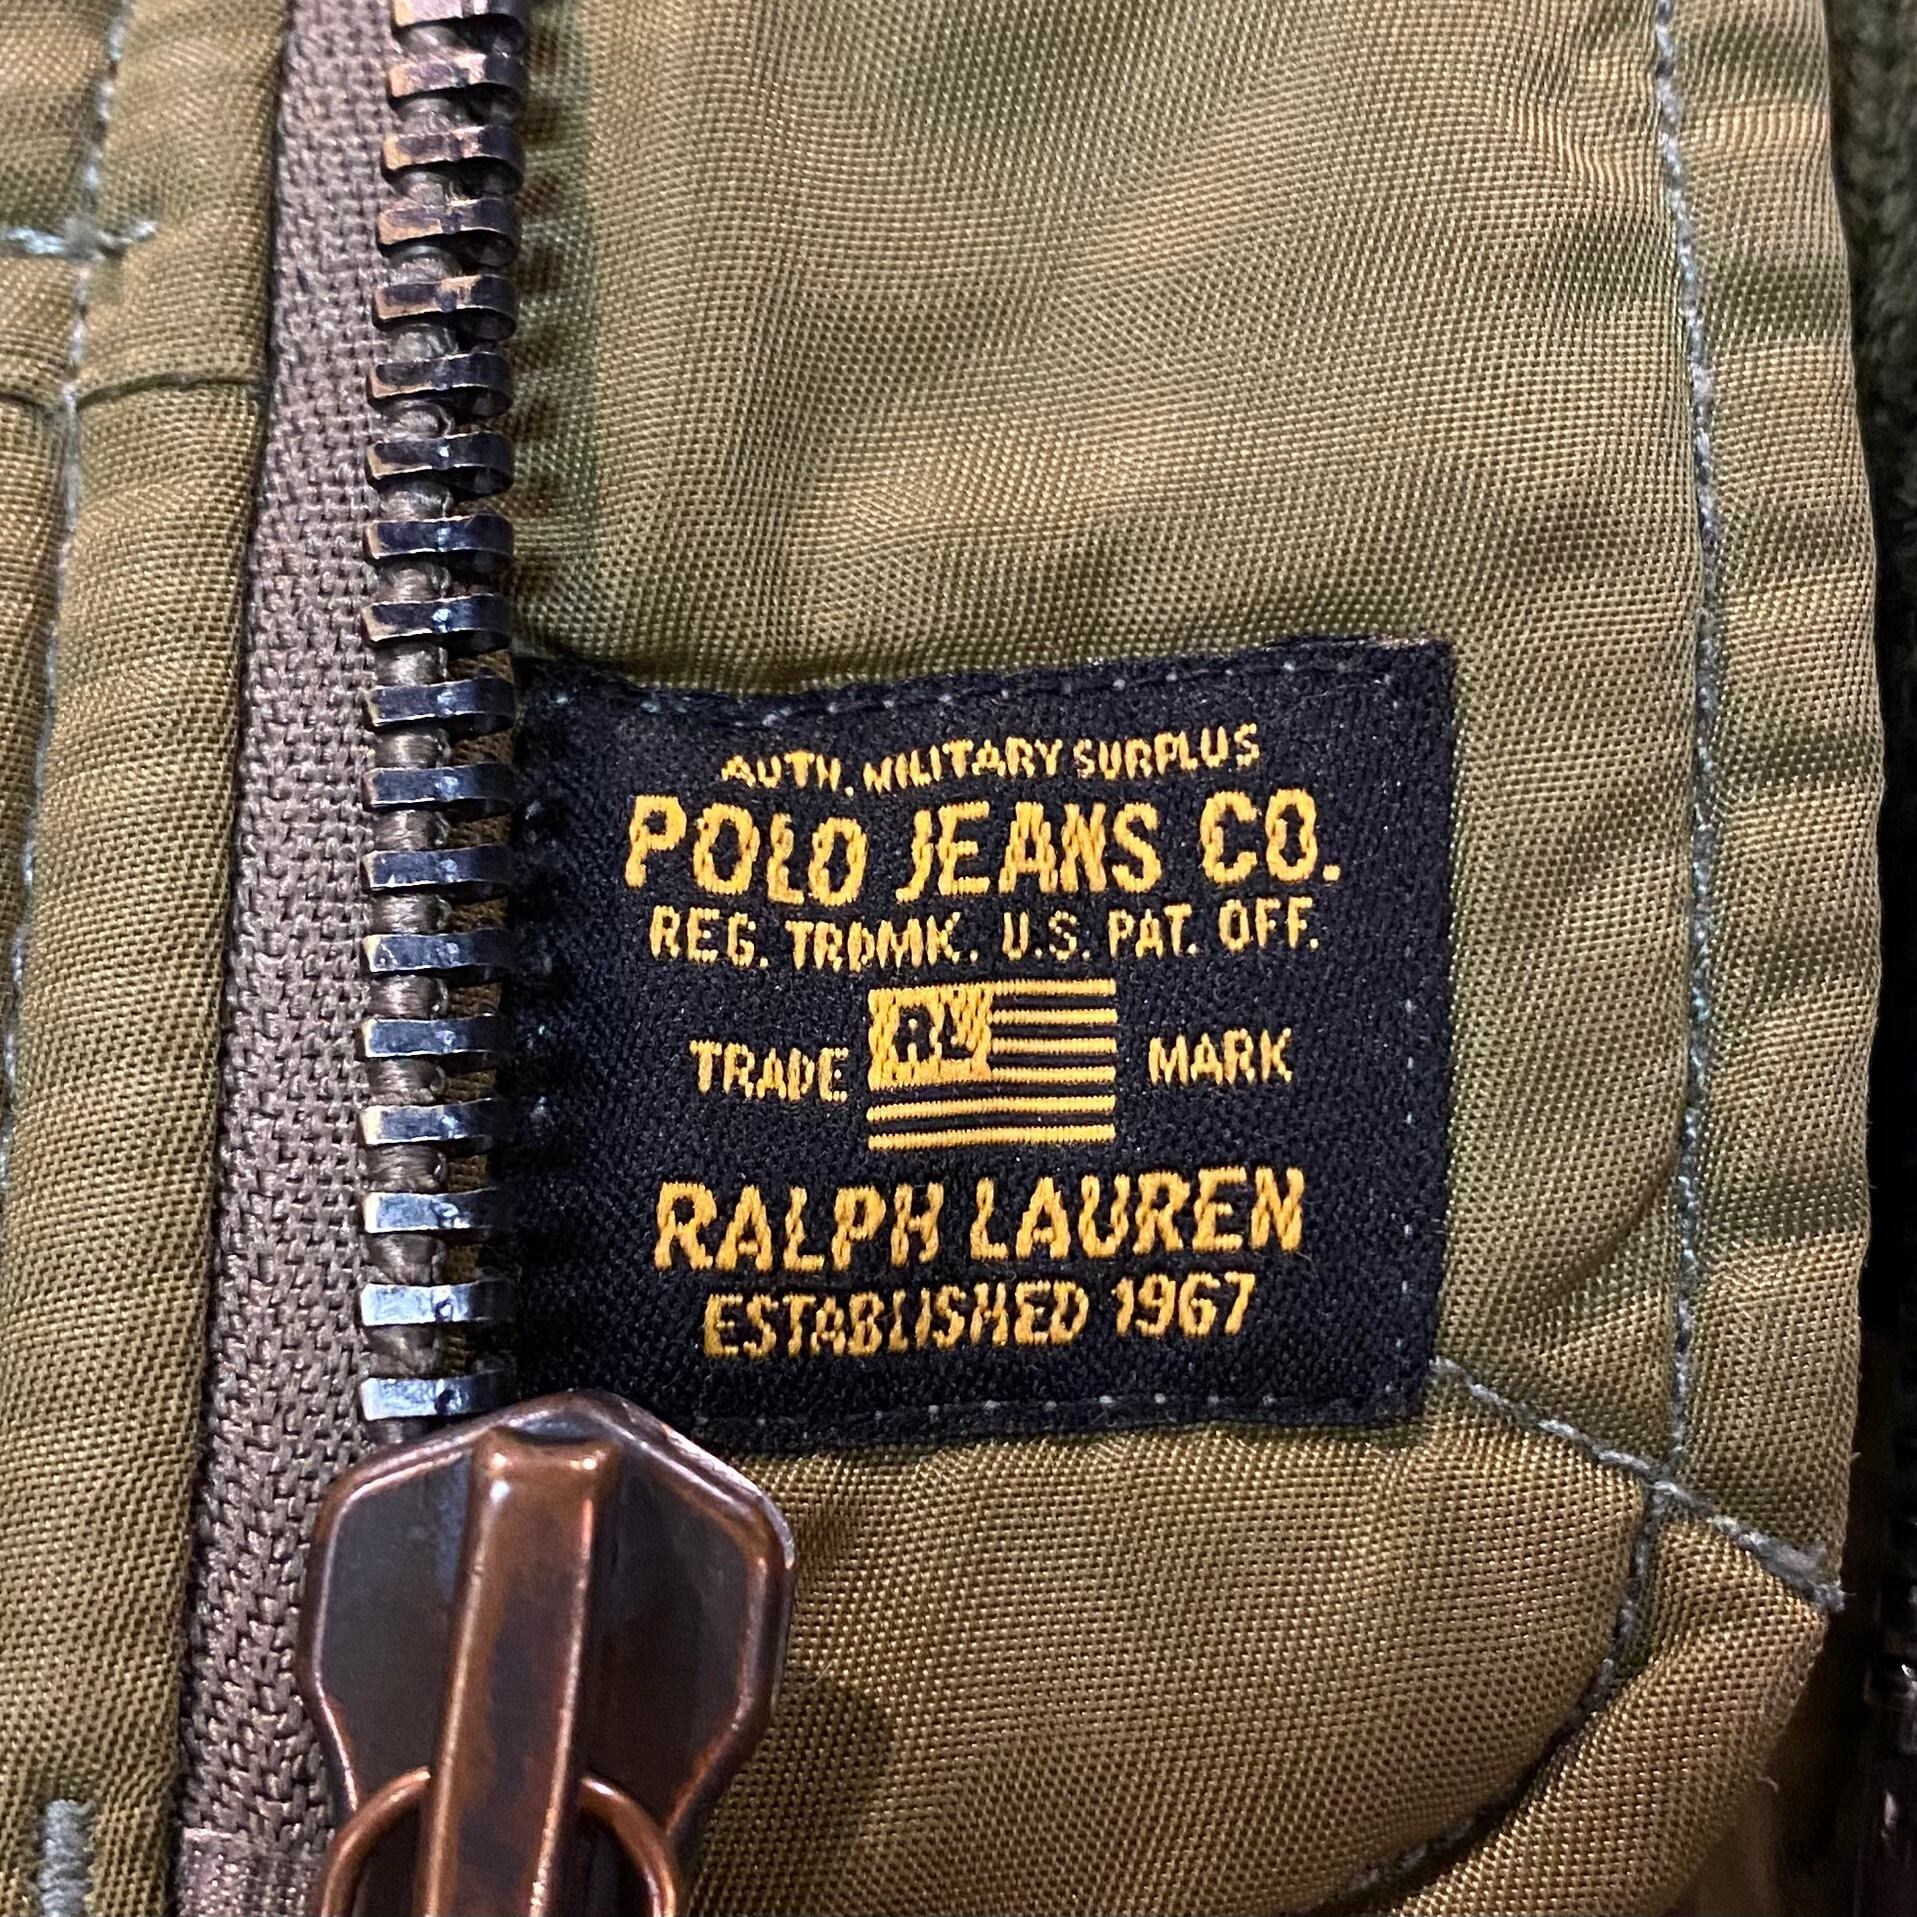 AUTH. MILITARY SURPLUS
POLO JEANS CO.
REG. TRDMK. U.S. PAT. OFF.
TRADE RL MARK
RALPH LAUREN
ESTABLISHED 1967